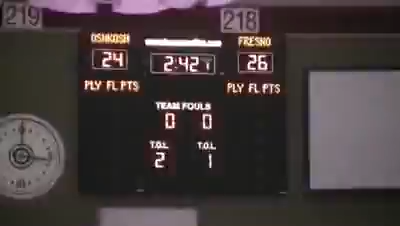 219 218
OSHKOSH FRESNO
24 2:42 26
PLY FL PTS PLY FL PTS
TEAM FOULS
0 0
T.O.L. T.O.L.
2 1